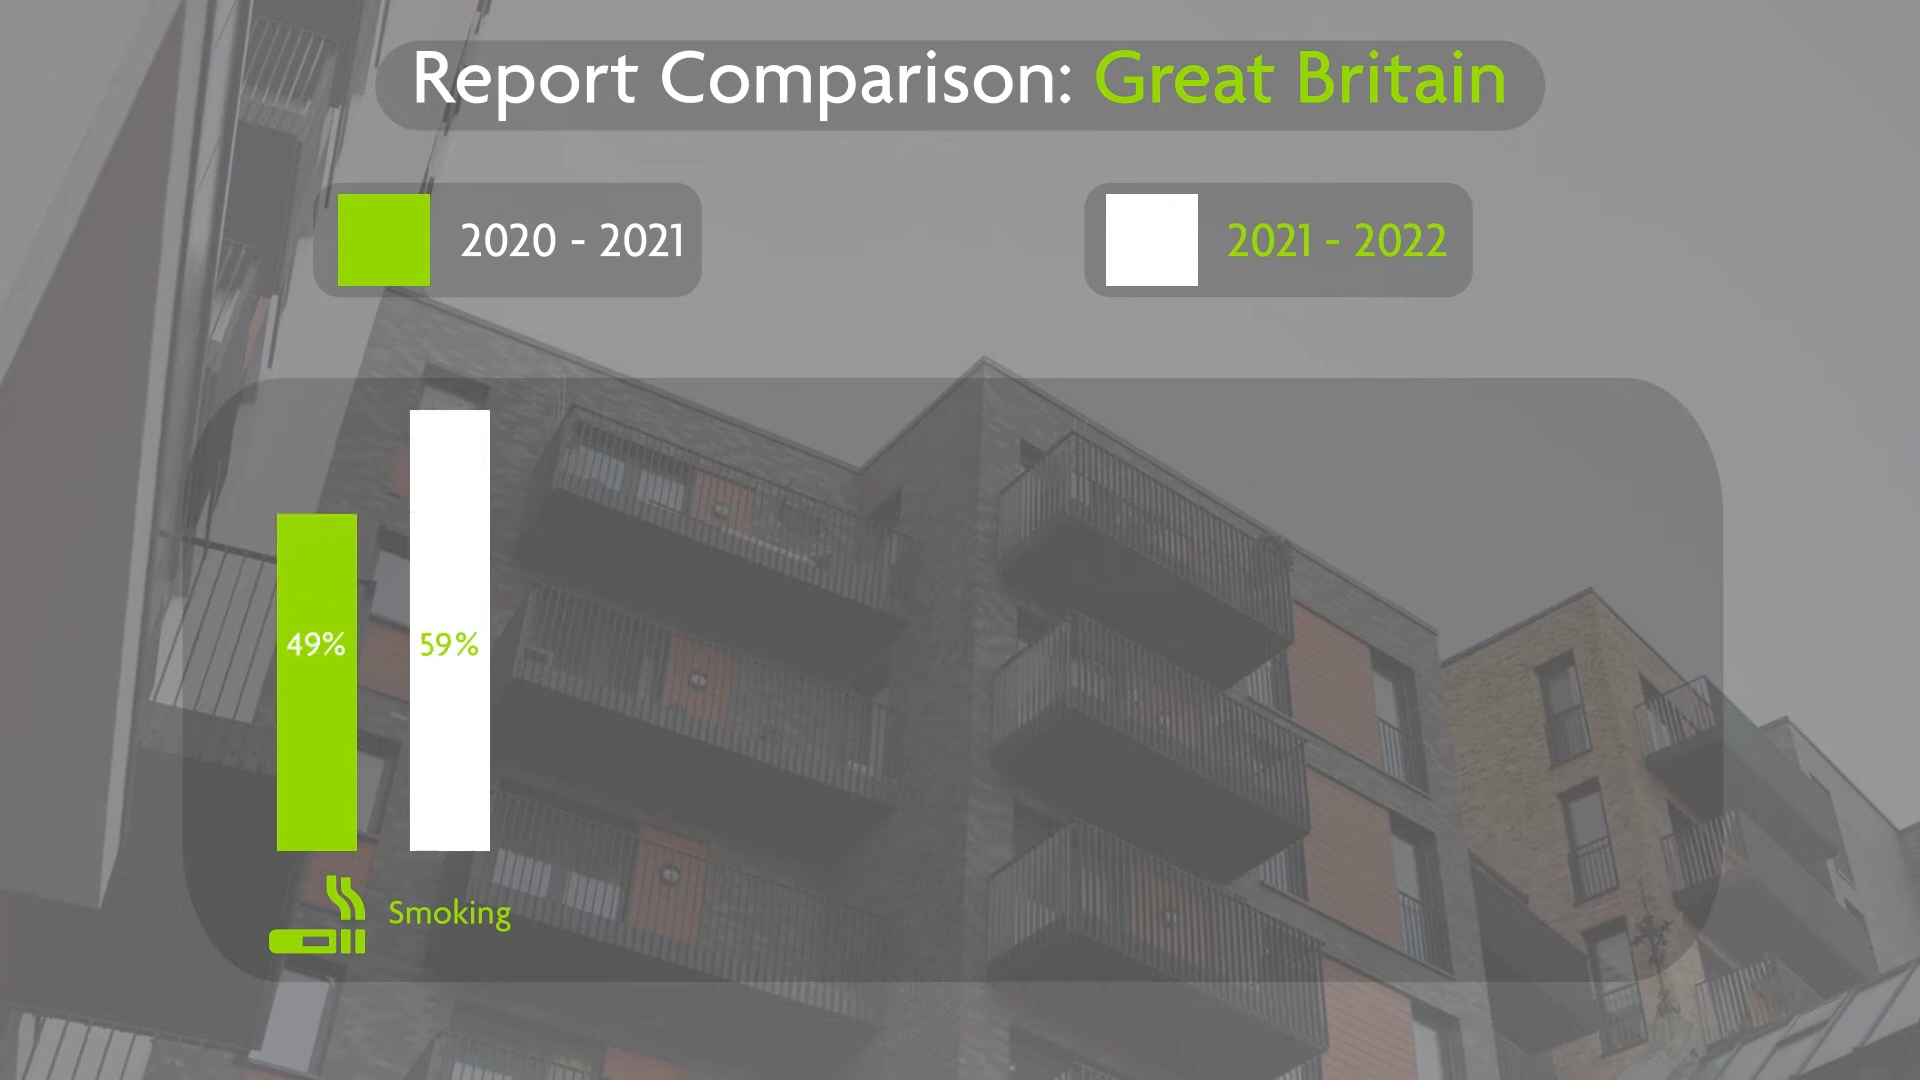 Report Comparison: Great Britain
2020 - 2021
2021 - 2022
49%
59%
Smoking